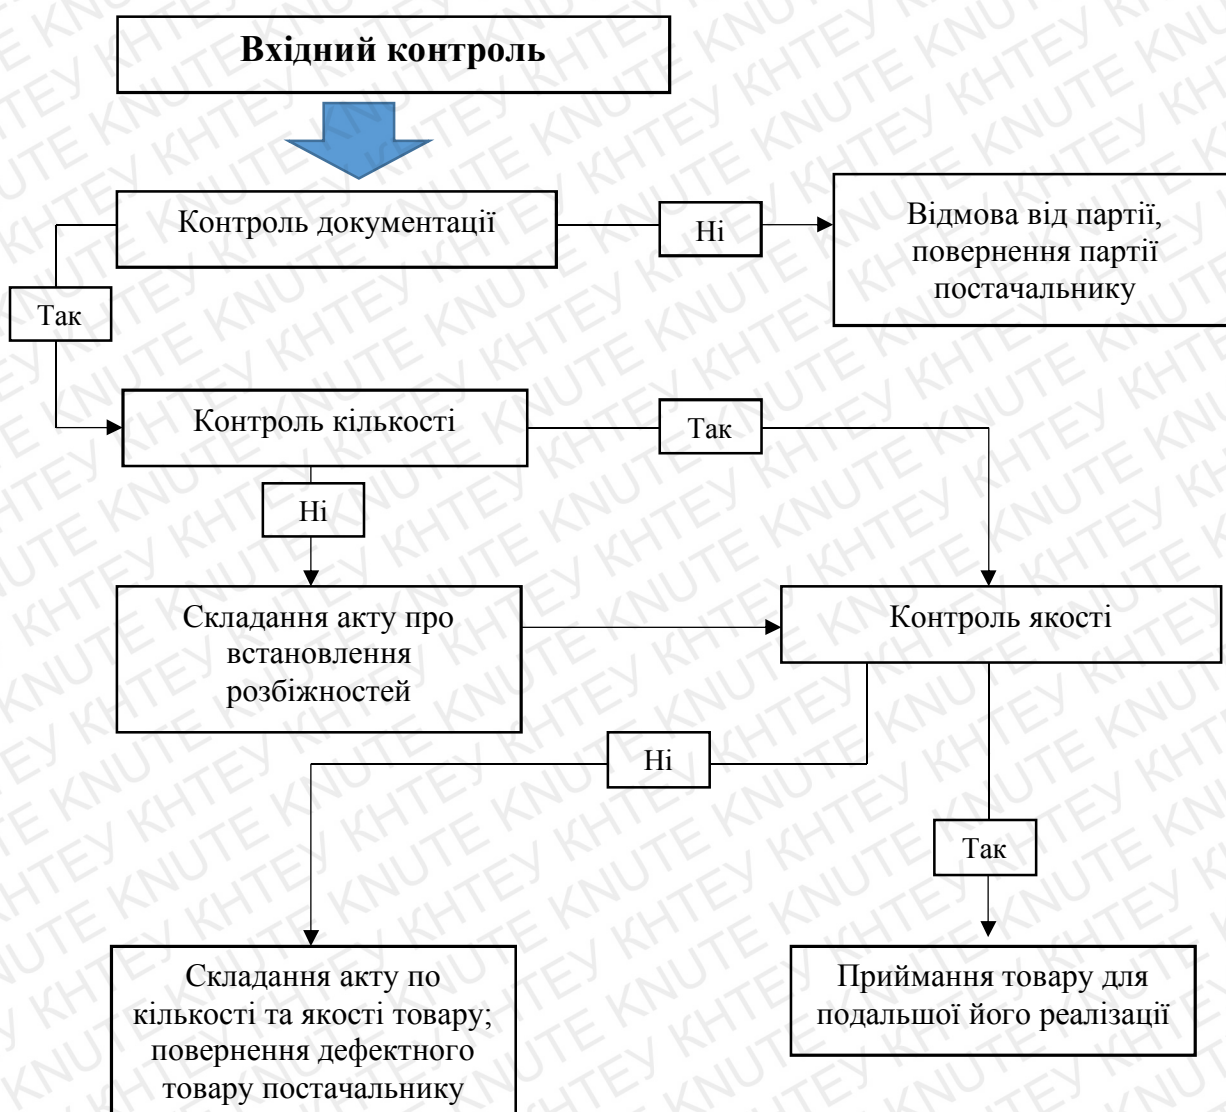 Вхідний контроль
Контроль документації
Ні
Відмова від партії,
повернення партії
постачальнику
Так
Контроль кількості
Так
Ні
Складання акту про
встановлення
розбіжностей
Контроль якості
Ні
Так
Складання акту по
кількості та якості товару;
повернення дефектного
товару постачальнику
Приймання товару для
подальшої його реалізації